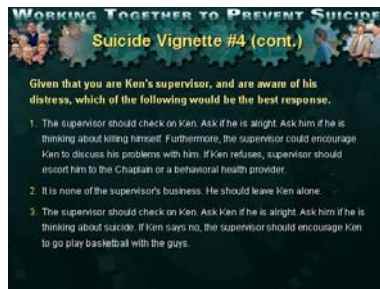 WORKING TOGETHER TO PREVENT SUICIDE
Suicide Vignette #4 (cont.)
Given that you are Ken's supervisor, and are aware of his
distress, which of the following would be the best response.
1. The supervisor should check on Ken. Ask if he is alright. Ask him if he is
thinking about killing himself. Furthermore, the supervisor could encourage
Ken to discuss his problems with him. If Ken refuses, supervisor should
escort him to the Chaplain or a behavioral health provider.
2. It is none of the supervisor's business. He should leave Ken alone.
3. The supervisor should check on Ken. Ask Ken if he is alright. Ask him if he is
thinking about suicide. If Ken says no, the supervisor should encourage Ken
to go play basketball with the guys.